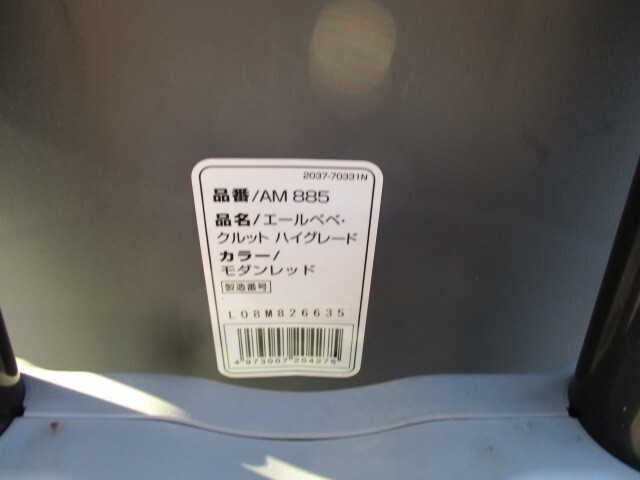 2037-70331N
品番/AM 885
品名/エールベベ・
クルット ハイグレード
カラー/
モダンレッド
製造番号
L08M826635
4973007284275